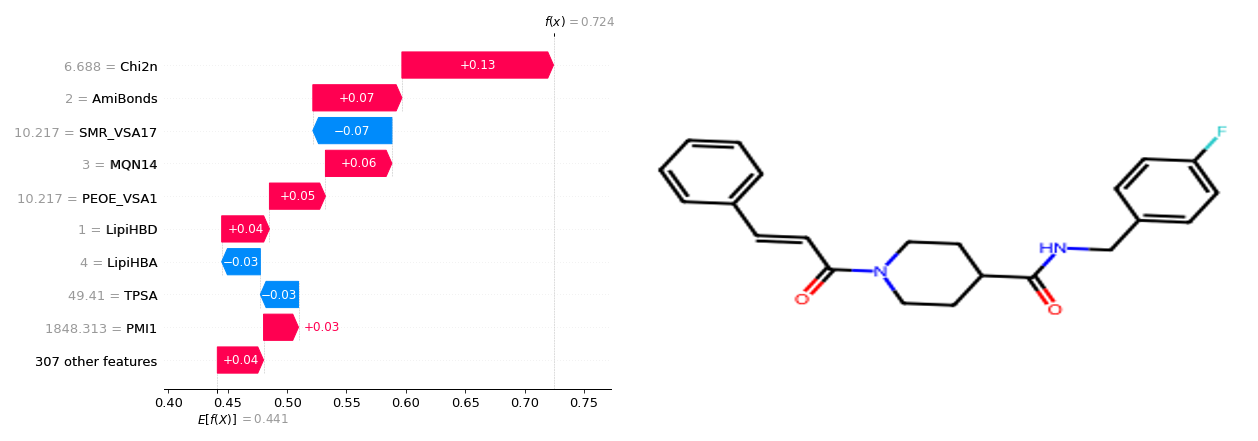 f(x) = 0.724
6.688 = Chi2n
+0.13
2 = AmiBonds
+0.07
10.217 = SMR_VSA17
−0.07
3 = MQN14
+0.06
10.217 = PEOE_VSA1
+0.05
1 = LipiHBD
+0.04
4 = LipiHBA
−0.03
49.41 = TPSA
−0.03
1848.313 = PMI1
+0.03
307 other features
+0.04
0.40 0.45 0.50 0.55 0.60 0.65 0.70 0.75
E[f(X)] = 0.441
F
HN
N
O
O